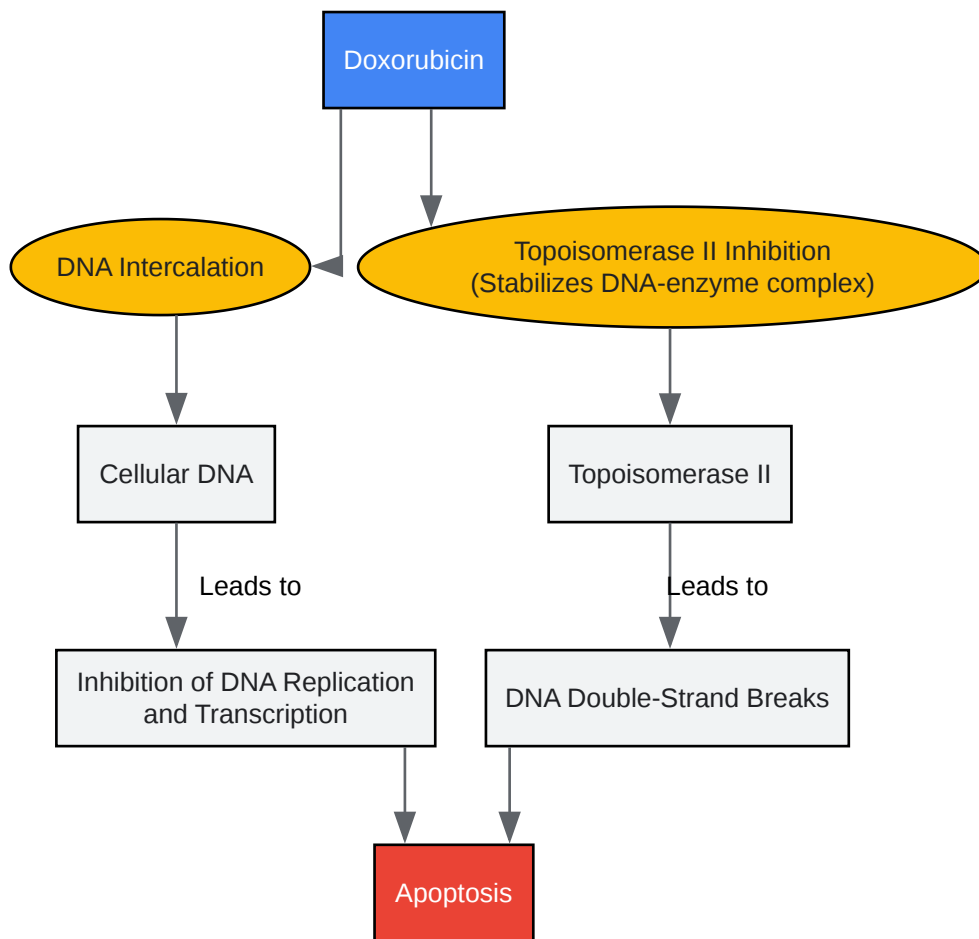 Doxorubicin
DNA Intercalation
Topoisomerase II Inhibition
(Stabilizes DNA-enzyme complex)
Cellular DNA
Topoisomerase II
Leads to
Leads to
Inhibition of DNA Replication
and Transcription
DNA Double-Strand Breaks
Apoptosis